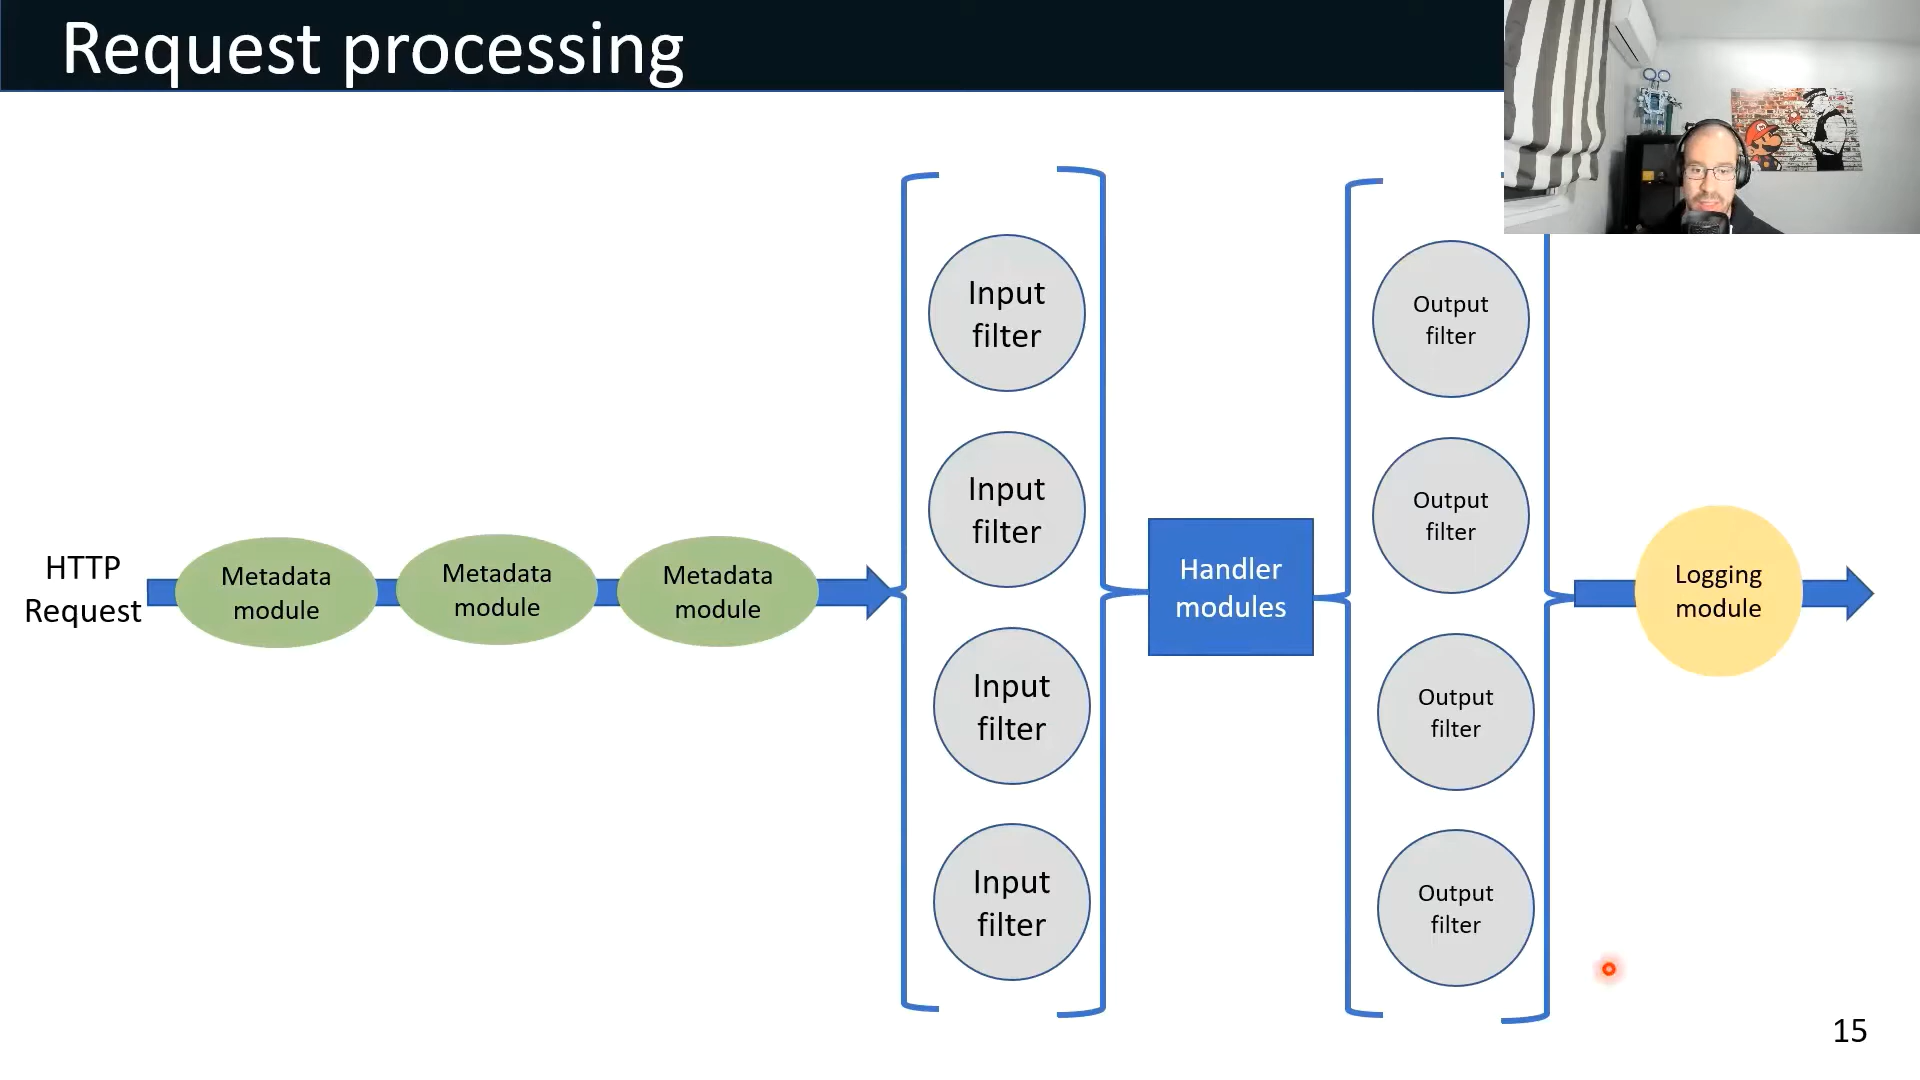 Request processing
HTTP
Request
Metadata
module
Metadata
module
Metadata
module
Input
filter
Input
filter
Input
filter
Input
filter
Handler
modules
Output
filter
Output
filter
Output
filter
Output
filter
Logging
module
15